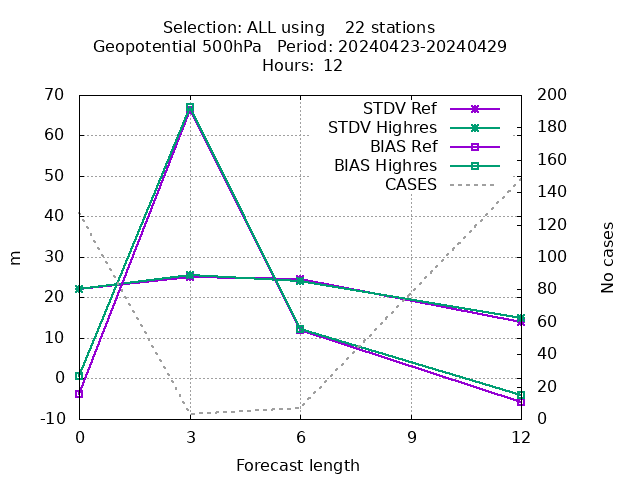 Selection: ALL using    22 stations
Geopotential 500hPa   Period: 20240423-20240429
Hours:  12
STDV Ref
STDV Highres
BIAS Ref
BIAS Highres
CASES
70
60
50
40
30
20
10
0
-10
200
180
160
140
120
100
80
60
40
20
0
m
No cases
0 3 6 9 12
Forecast length